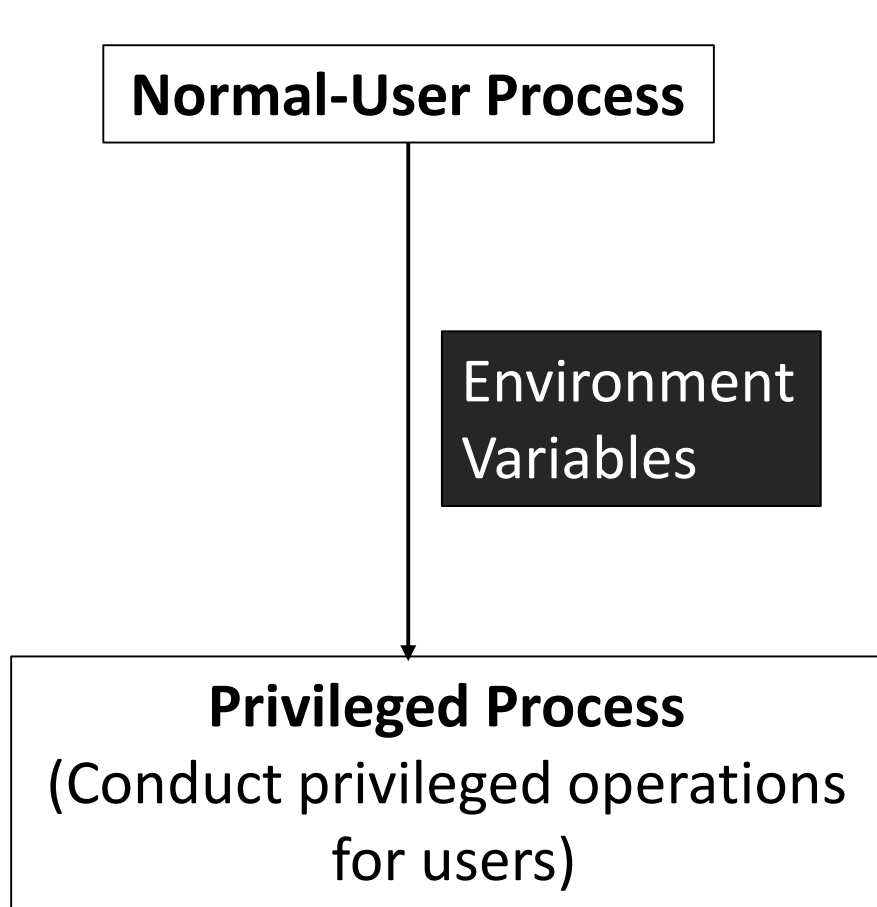 Normal-User Process
Environment
Variables
Privileged Process
(Conduct privileged operations
for users)